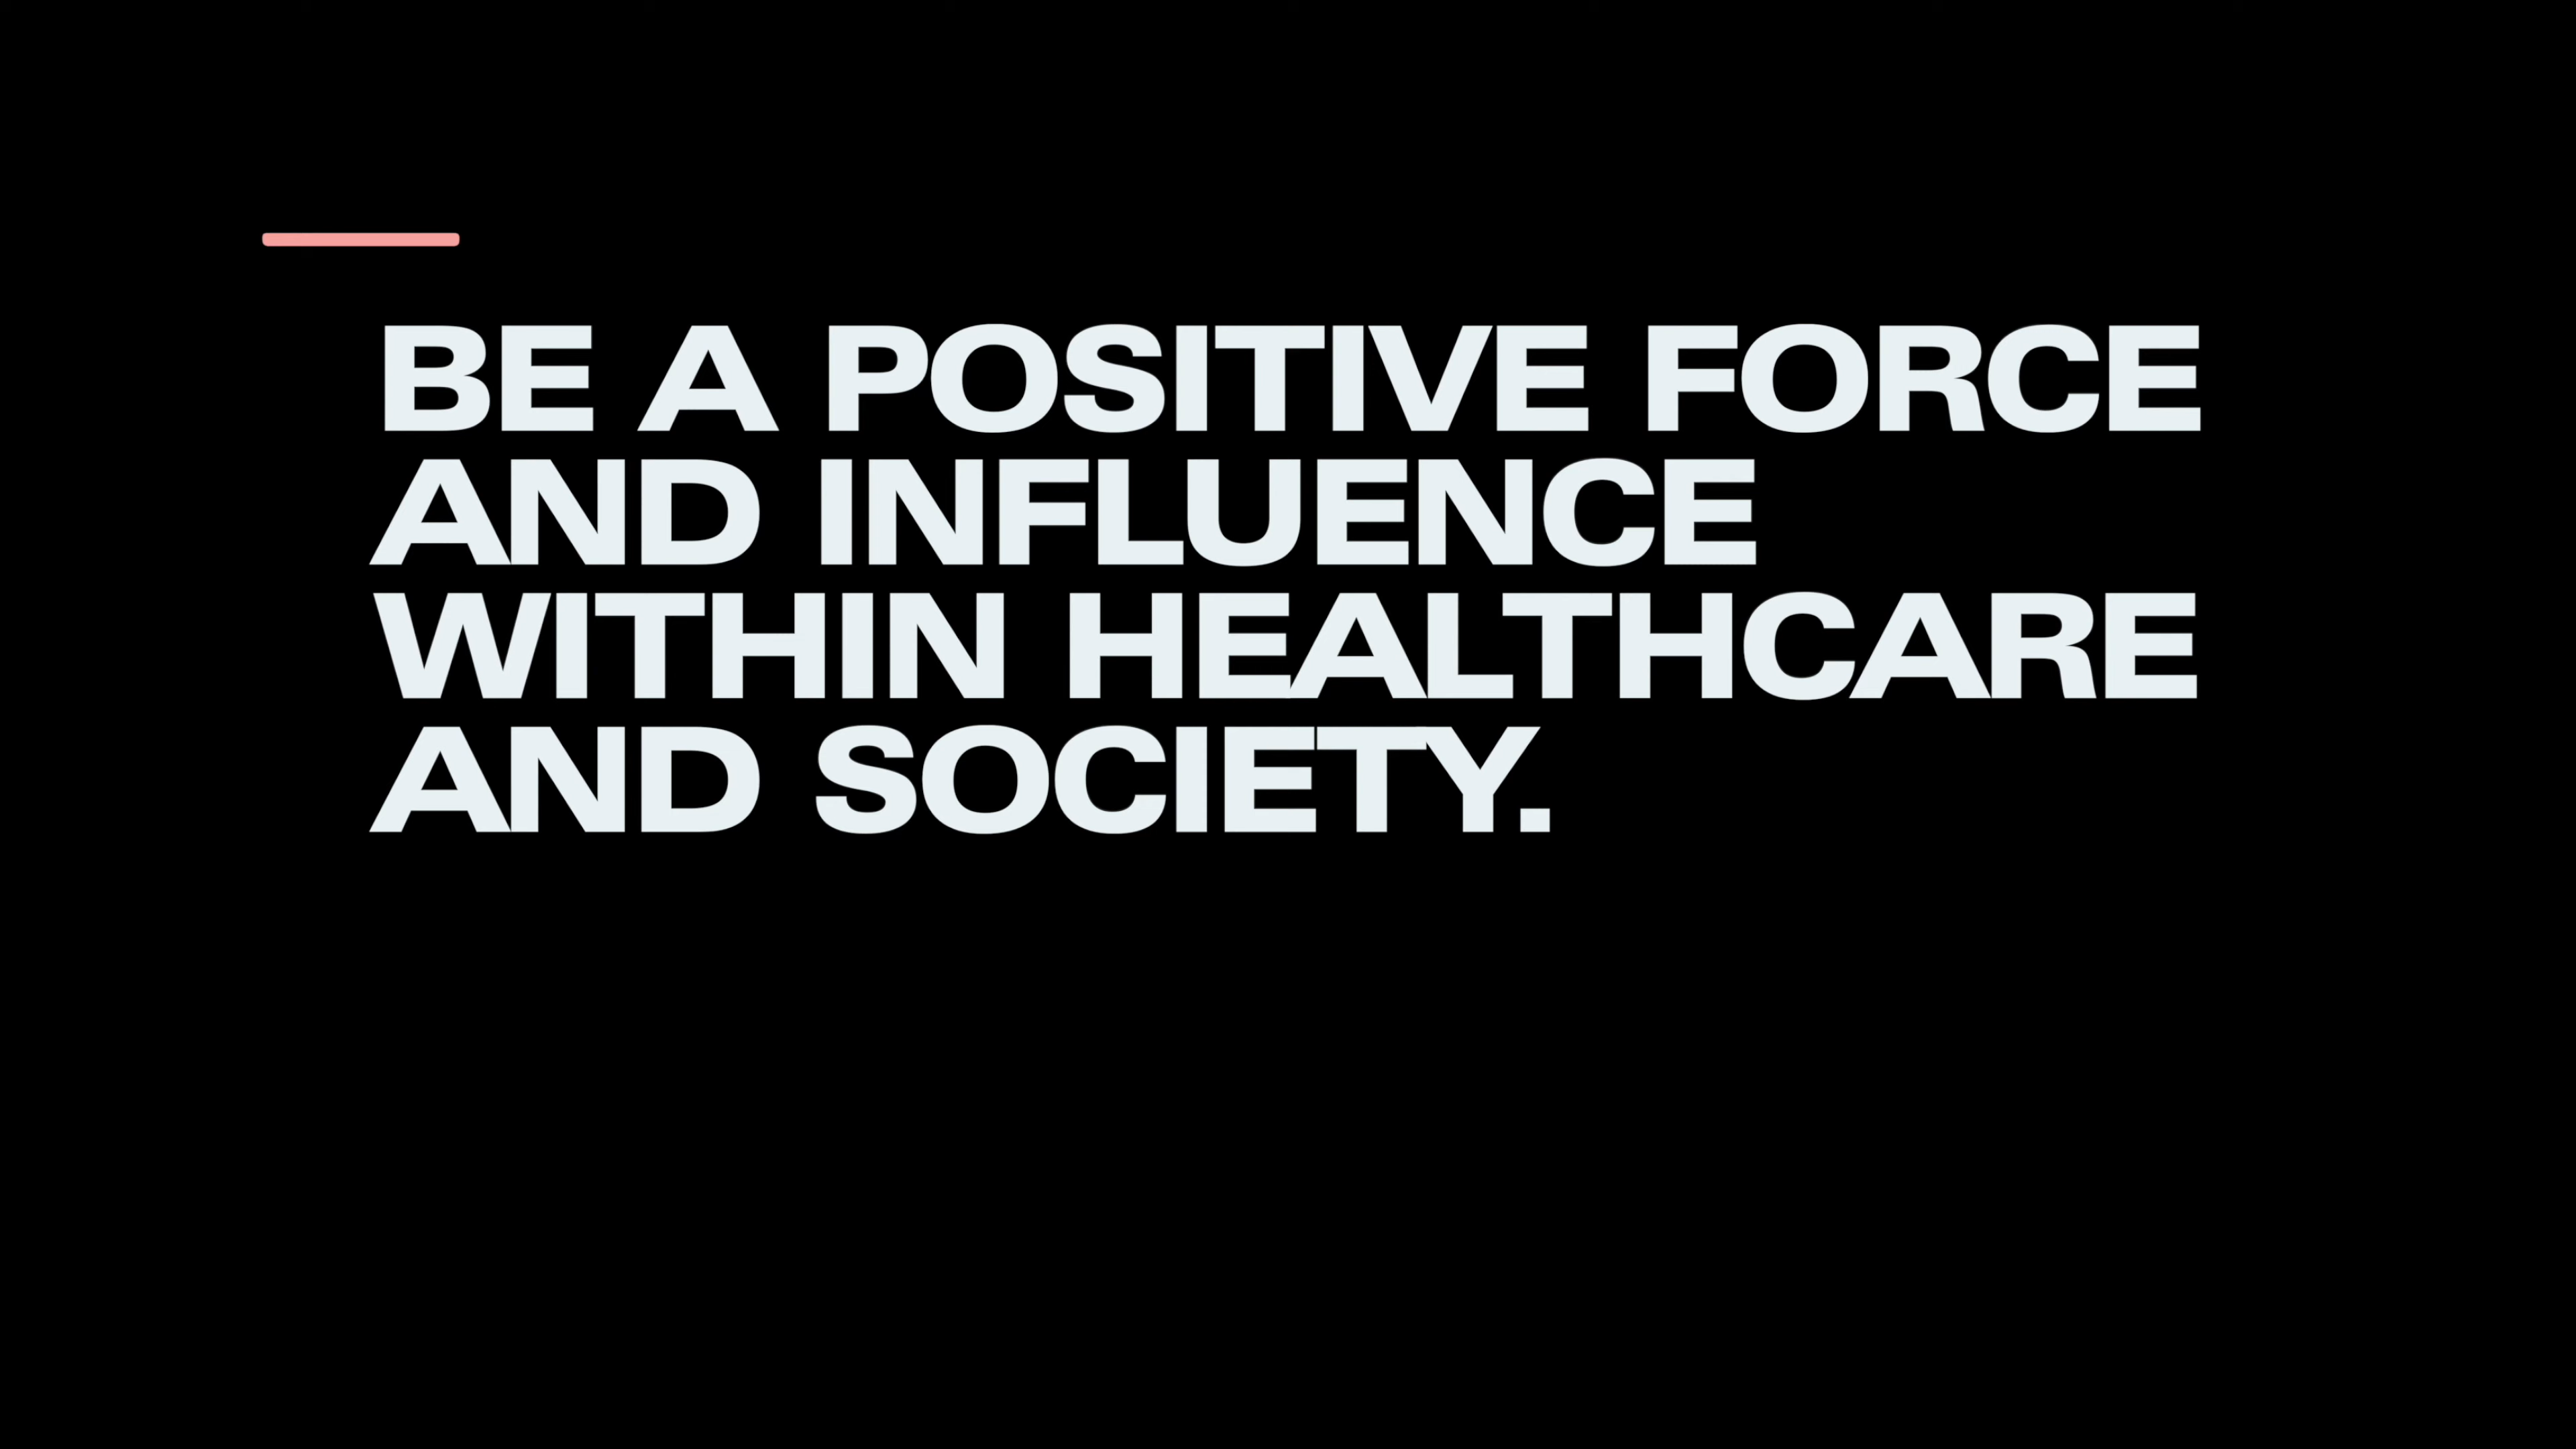 BE A POSITIVE FORCE
AND INFLUENCE
WITHIN HEALTHCARE
AND SOCIETY.